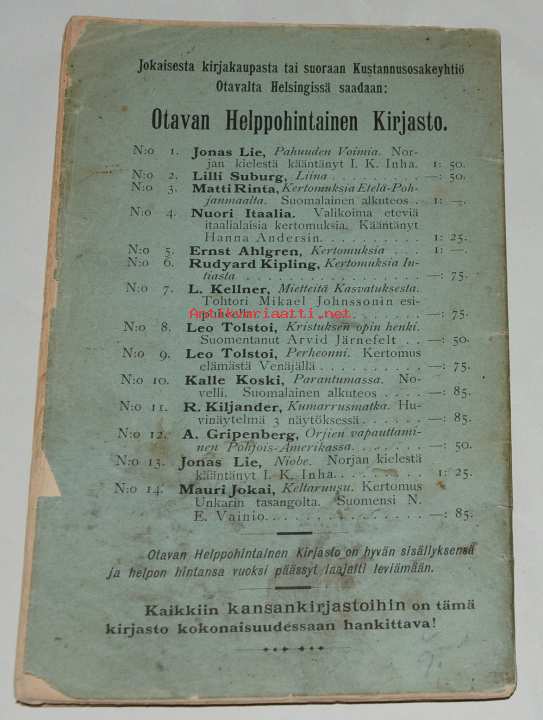 Jokaisesta kirjakaupasta tai suoraan Kustannusosakeyhtiö
Otavalta Helsingissä saadaan:
Otavan Helppohintainen Kirjasto.
N:o 1. Jonas Lie, Pahuuden Voimia. Nor-
jan kielestä kääntänyt I. K. Inha. 1: 50.
N:o 2. Lilli Suburg, Liina . . . . . . . . —: 50.
N:o 3. Matti Rinta, Kertomuksia Etelä-Poh-
janmaalta. Suomalainen alkuteos . 1: —.
N:o 4. Nuori Itaalia. Valikoima eteviä
itaalialaisia kertomuksia. Kääntänyt
Hanna Andersin. . . . . . . . . 1: 25.
N:o 5. Ernst Ahlgren, Kertomuksia . . . 1: —.
N:o 6. Rudyard Kipling, Kertomuksia In-
tiasta . . . . . . . . . . . . —: 75.
N:o 7. L. Kellner, Mietteitä Kasvatuksesta.
Tohtori Mikael Johnssonin esi-
puheella . . . . . . . . . . —: 75.
antikvariaatti.net
N:o 8. Leo Tolstoi, Kristuksen opin henki.
Suomentanut Arvid Järnefelt . . —: 50.
N:o 9. Leo Tolstoi, Perheonni. Kertomus
elämästä Venäjällä . . . . . . . —: 75.
N:o 10. Kalle Koski, Parantumassa. No-
velli. Suomalainen alkuteos . . . . —: 85.
N:o 11. R. Kiljander, Kumarrusmatka. Hu-
vinäytelmä 3 näytöksessä . . . . . —: 85.
N:o 12. A. Gripenberg, Orjien vapauttami-
nen Pohjois-Amerikassa. . . . . . —: 50.
N:o 13. Jonas Lie, Niobe. Norjan kielestä
kääntänyt I. K. Inha. . . . . . . 1: 25.
N:o 14. Mauri Jokai, Keltaruusu. Kertomus
Unkarin tasangolta. Suomensi N.
E. Vainio. . . . . . . . . . . —: 85.
Otavan Helppohintainen Kirjasto on hyvän sisällyksensä
ja helpon hintansa vuoksi päässyt laajalti leviämään.
Kaikkiin kansankirjastoihin on tämä
kirjasto kokonaisuudessaan hankittava!